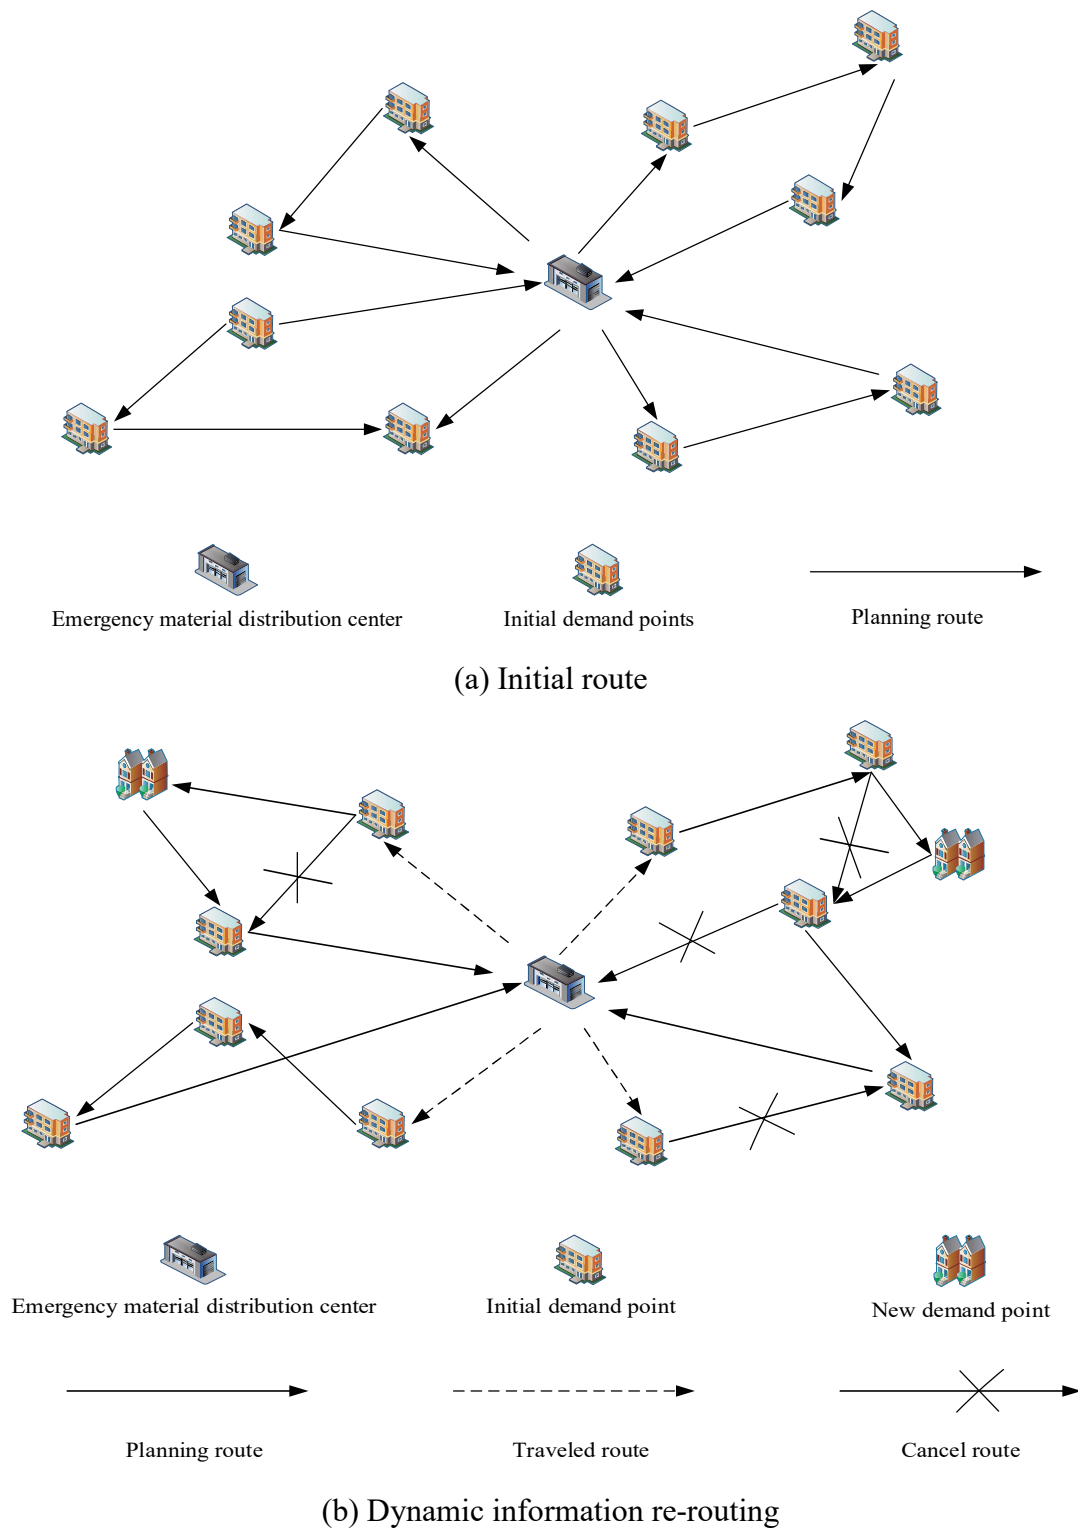 Emergency material distribution center
Initial demand points
Planning route
(a) Initial route
Emergency material distribution center
Initial demand point
New demand point
Planning route
Traveled route
Cancel route
(b) Dynamic information re-routing